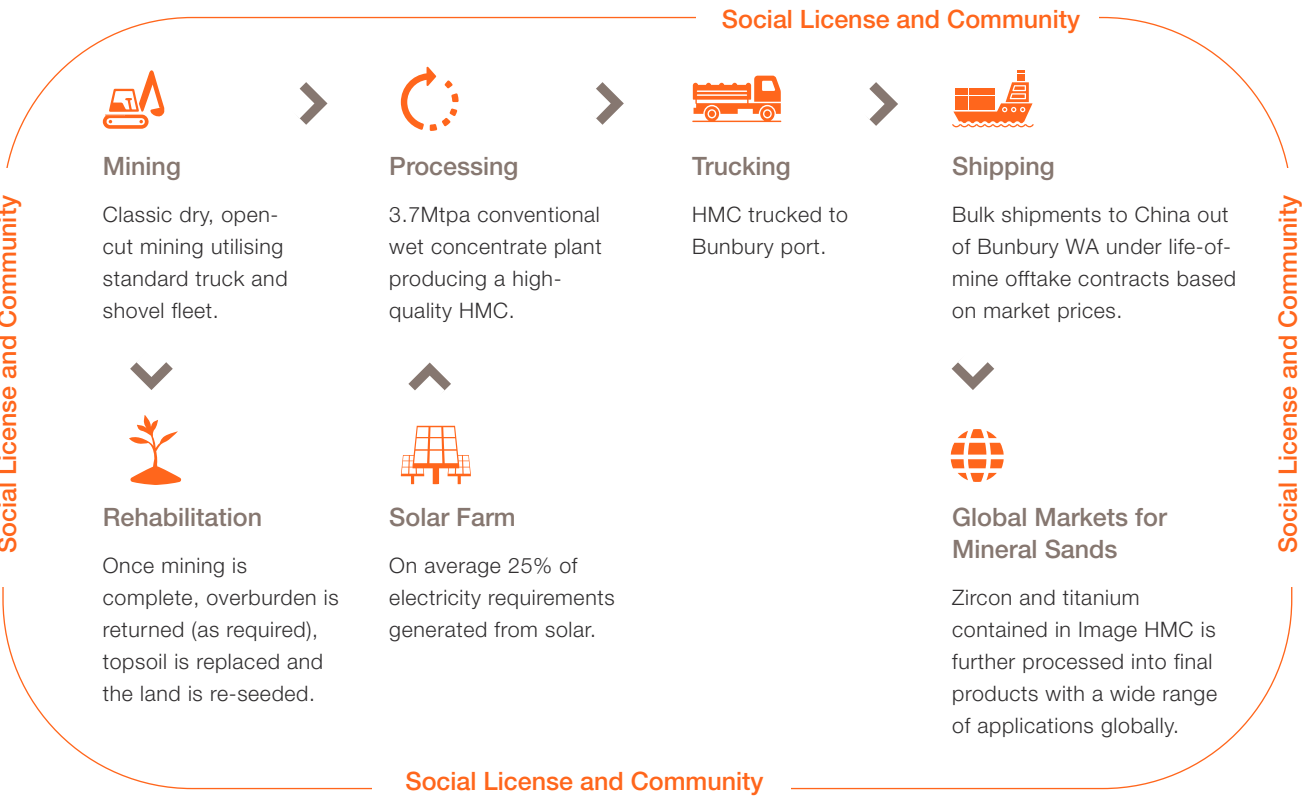 Social License and Community
Mining
Classic dry, open-
cut mining utilising
standard truck and
shovel fleet.
Processing
3.7Mtpa conventional
wet concentrate plant
producing a high-
quality HMC.
Trucking
HMC trucked to
Bunbury port.
Shipping
Bulk shipments to China out
of Bunbury WA under life-of-
mine offtake contracts based
on market prices.
Social License and Community
Social License and Community
Rehabilitation
Once mining is
complete, overburden is
returned (as required),
topsoil is replaced and
the land is re-seeded.
Solar Farm
On average 25% of
electricity requirements
generated from solar.
Global Markets for
Mineral Sands
Zircon and titanium
contained in Image HMC is
further processed into final
products with a wide range
of applications globally.
Social License and Community